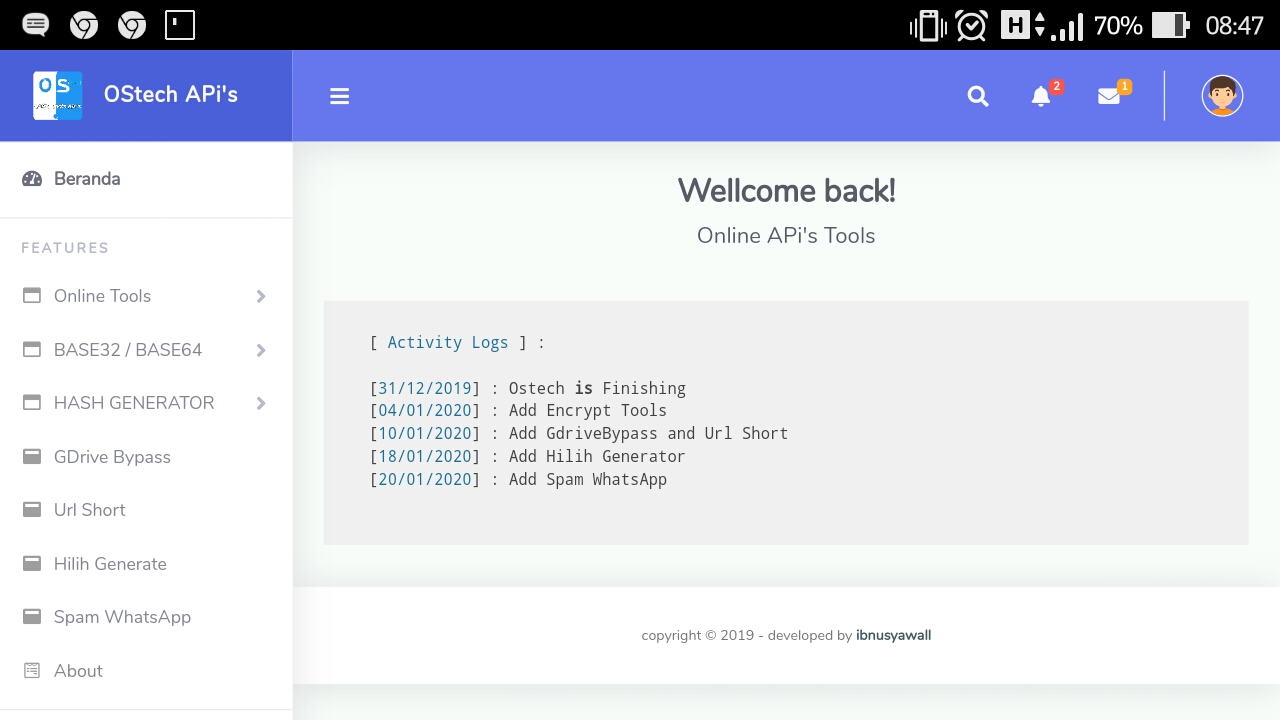 H 70% 08:47
OS
OStech APi's
2
1
Beranda
FEATURES
Online Tools
BASE32 / BASE64
HASH GENERATOR
GDrive Bypass
Url Short
Hilih Generate
Spam WhatsApp
About
Wellcome back!
Online APi's Tools
[ Activity Logs ] :
[31/12/2019] : Ostech is Finishing
[04/01/2020] : Add Encrypt Tools
[10/01/2020] : Add GdriveBypass and Url Short
[18/01/2020] : Add Hilih Generator
[20/01/2020] : Add Spam WhatsApp
copyright © 2019 - developed by ibnusyawall